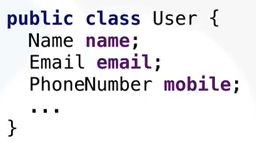 public class User {
  Name name;
  Email email;
  PhoneNumber mobile;
  ...
}